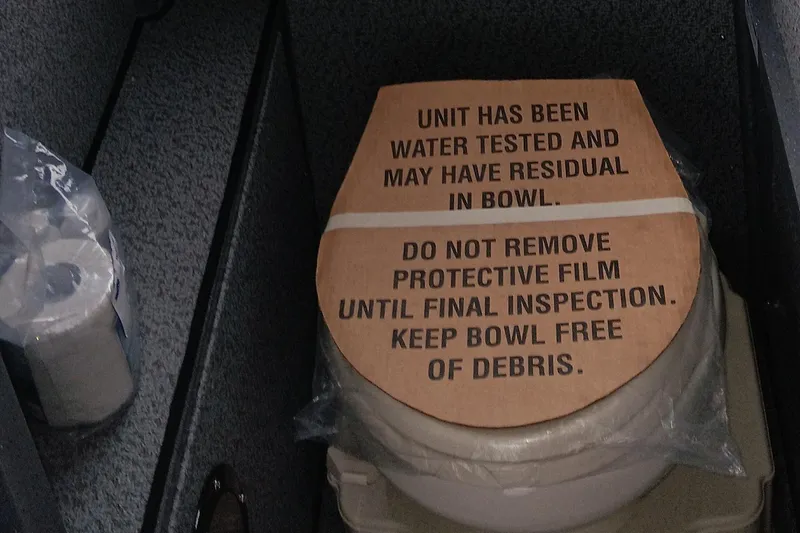 UNIT HAS BEEN
WATER TESTED AND
MAY HAVE RESIDUAL
IN BOWL.
DO NOT REMOVE
PROTECTIVE FILM
UNTIL FINAL INSPECTION.
KEEP BOWL FREE
OF DEBRIS.